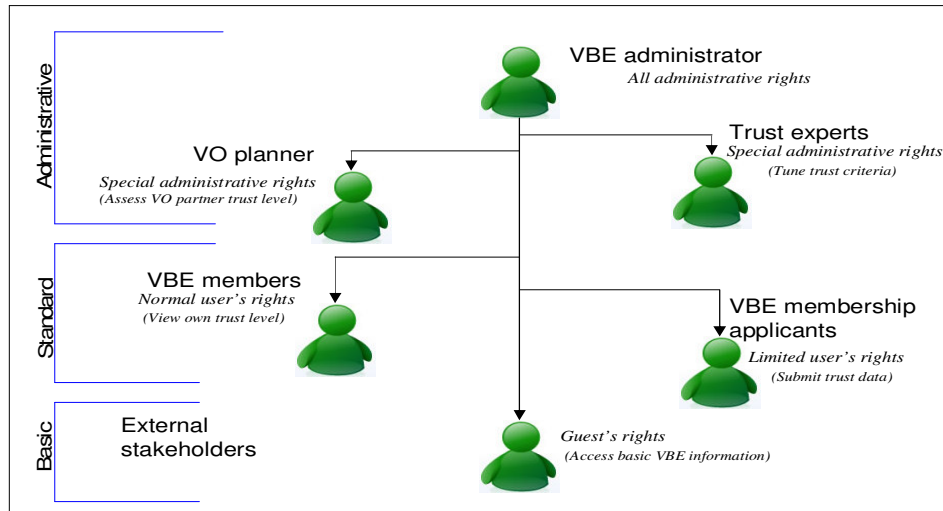 Administrative
VBE administrator
All administrative rights
VO planner
Special administrative rights
(Assess VO partner trust level)
Trust experts
Special administrative rights
(Tune trust criteria)
Standard
VBE members
Normal user's rights
(View own trust level)
VBE membership
applicants
Limited user's rights
(Submit trust data)
Basic
External
stakeholders
Guest's rights
(Access basic VBE information)